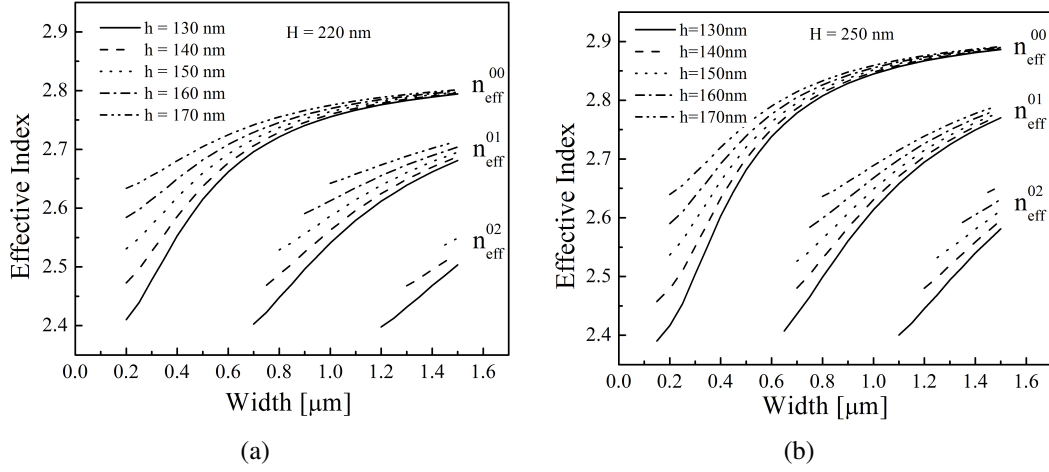 2.9
2.8
2.7
2.6
2.5
2.4
Effective Index
h = 130 nm
h = 140 nm
h = 150 nm
h = 160 nm
h = 170 nm
H = 220 nm
n_eff^00
n_eff^01
n_eff^02
0.0 0.2 0.4 0.6 0.8 1.0 1.2 1.4 1.6
Width [μm]
(a)
2.9
2.8
2.7
2.6
2.5
2.4
Effective Index
h=130nm
h=140nm
h=150nm
h=160nm
h=170nm
H = 250 nm
n_eff^00
n_eff^01
n_eff^02
0.0 0.2 0.4 0.6 0.8 1.0 1.2 1.4 1.6
Width [μm]
(b)